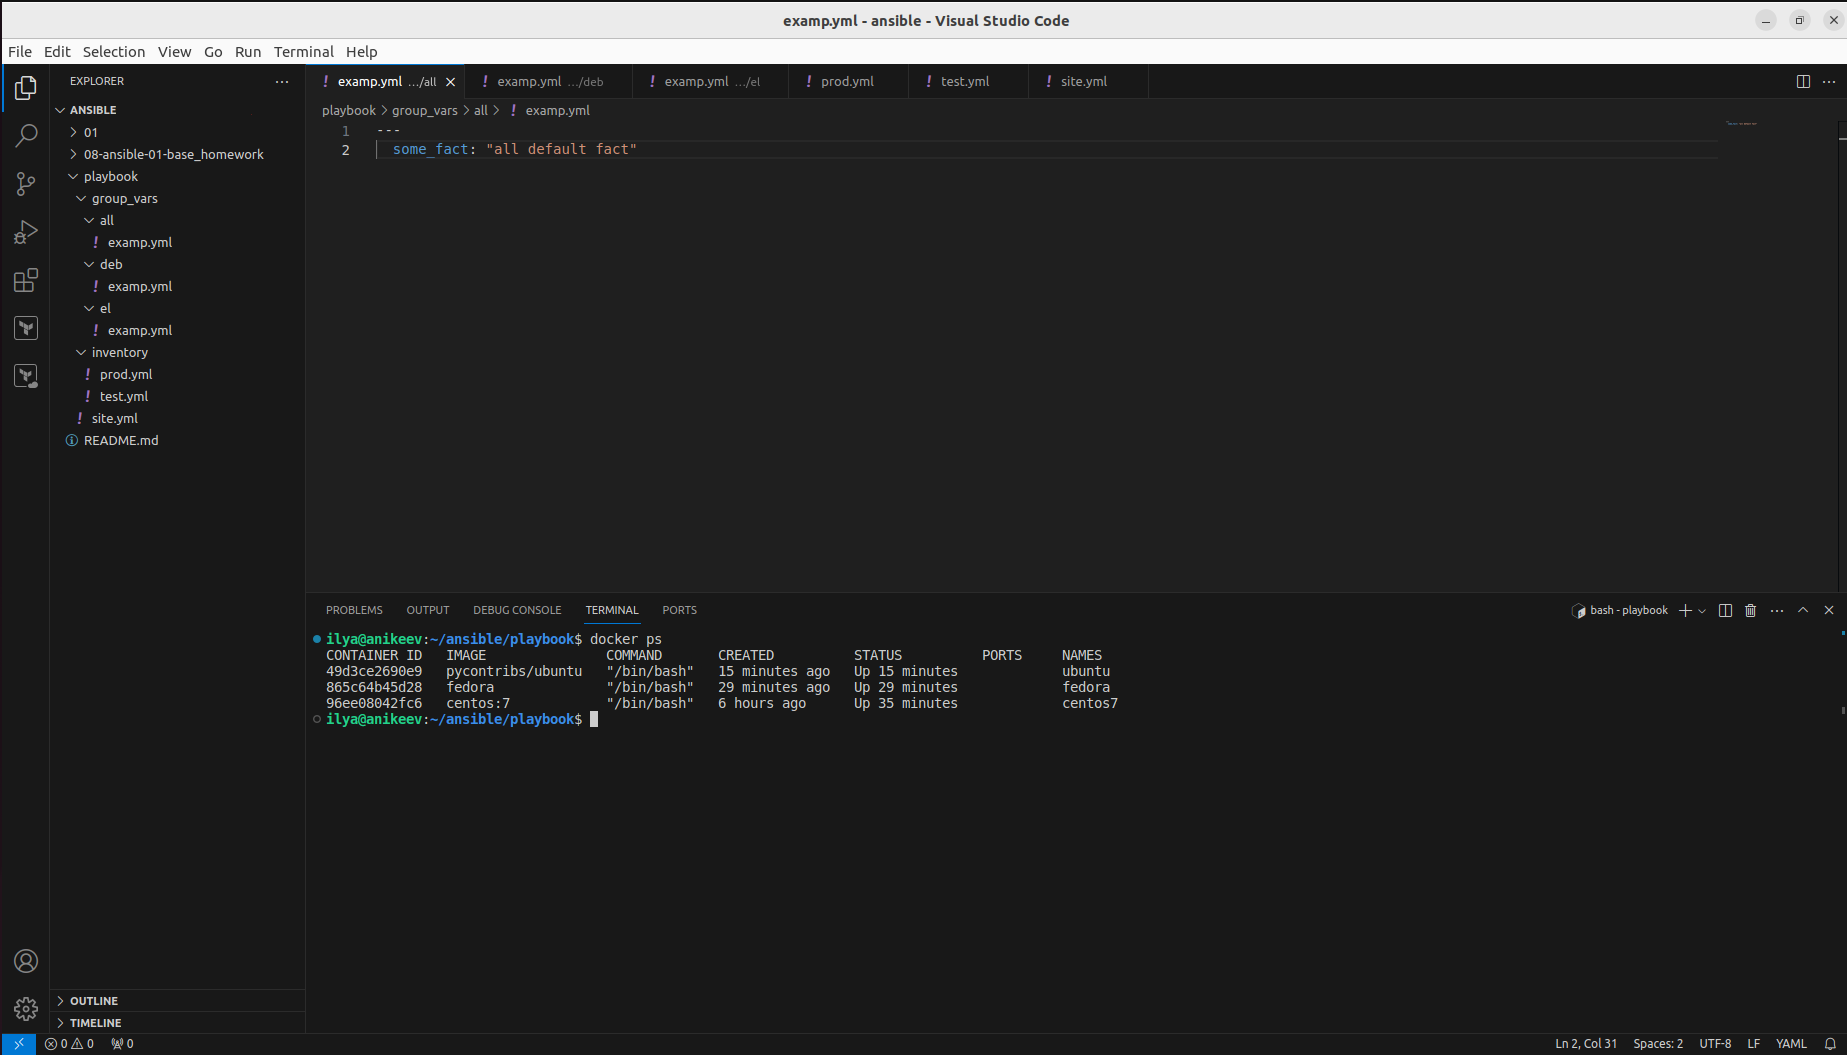 examp.yml - ansible - Visual Studio Code
File Edit Selection View Go Run Terminal Help
EXPLORER
ANSIBLE
01
08-ansible-01-base_homework
playbook
group_vars
all
examp.yml
deb
examp.yml
el
examp.yml
inventory
prod.yml
test.yml
site.yml
README.md
OUTLINE
TIMELINE
! examp.yml .../all ! examp.yml .../deb ! examp.yml .../el ! prod.yml ! test.yml ! site.yml
playbook > group_vars > all > ! examp.yml
1 ---
2 some_fact: "all default fact"
PROBLEMS OUTPUT DEBUG CONSOLE TERMINAL PORTS
bash - playbook
ilya@anikeev:~/ansible/playbook$ docker ps
CONTAINER ID IMAGE COMMAND CREATED STATUS PORTS NAMES
49d3ce2690e9 pycontribs/ubuntu "/bin/bash" 15 minutes ago Up 15 minutes ubuntu
865c64b45d28 fedora "/bin/bash" 29 minutes ago Up 29 minutes fedora
96ee08042fc6 centos:7 "/bin/bash" 6 hours ago Up 35 minutes centos7
ilya@anikeev:~/ansible/playbook$
0 0 0 Ln 2, Col 31 Spaces: 2 UTF-8 LF YAML